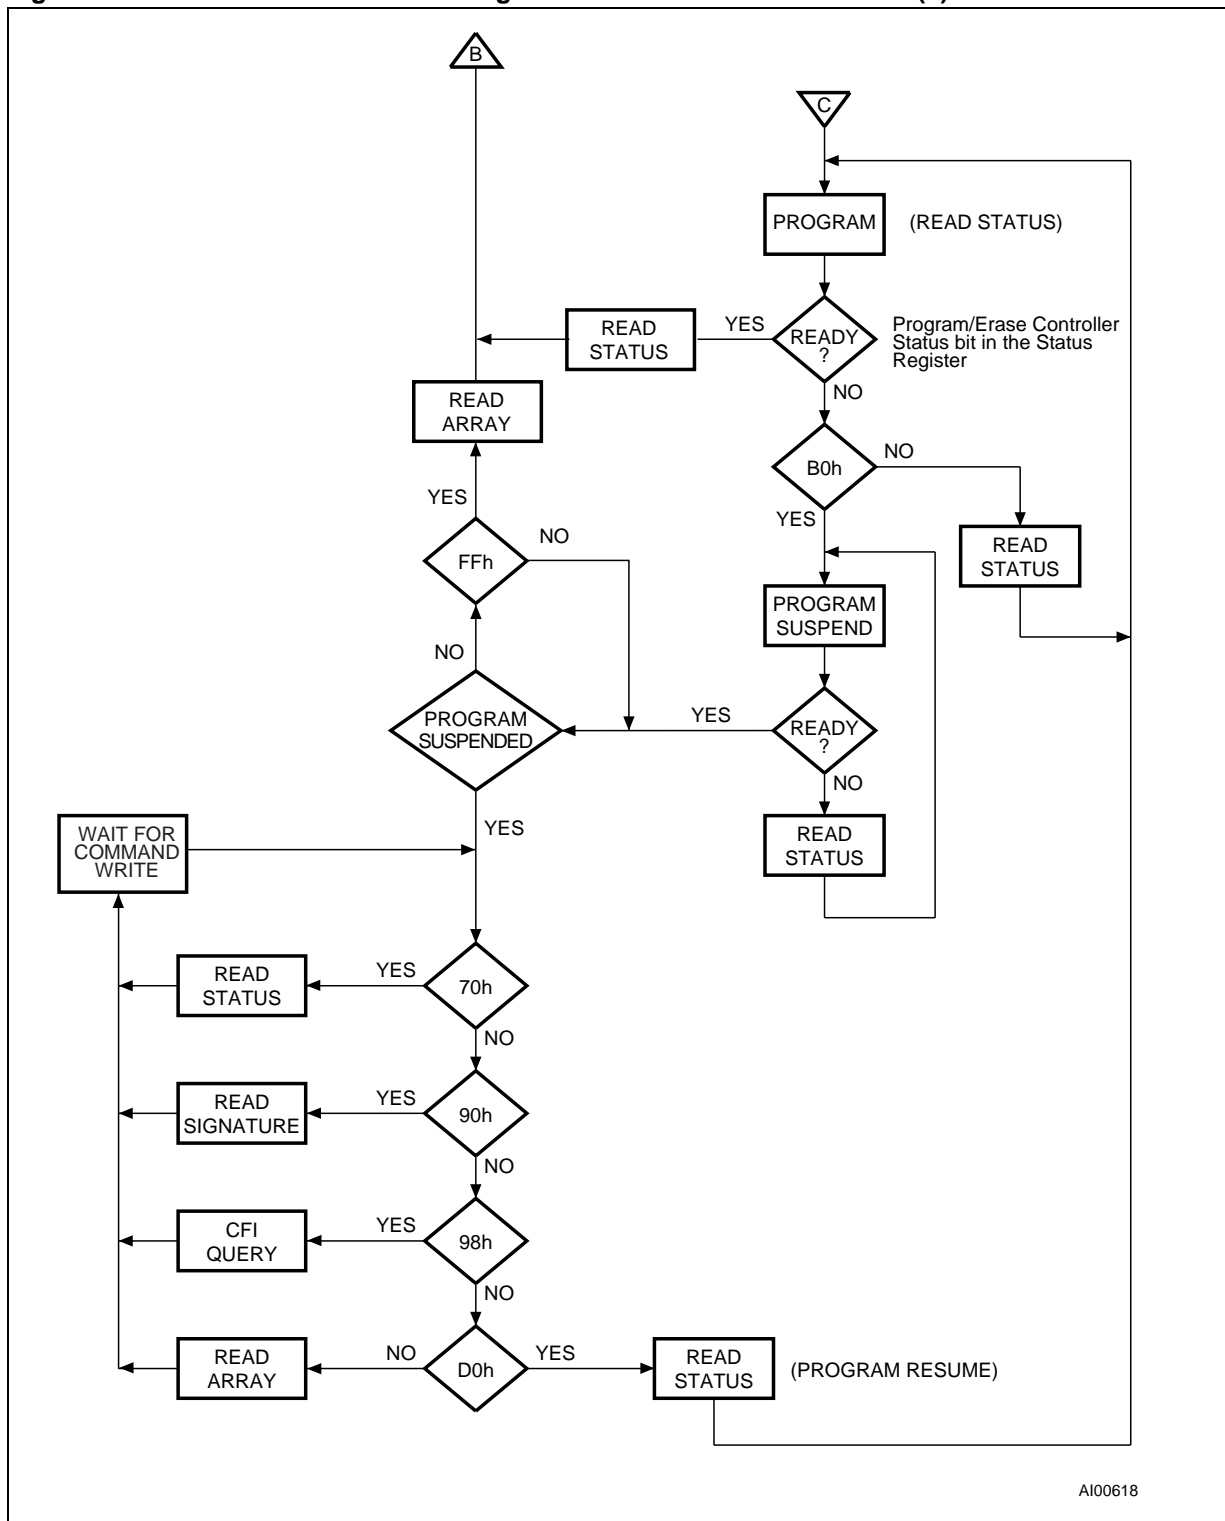 B
C
PROGRAM
(READ STATUS)
READ
STATUS
YES
READY
?
Program/Erase Controller
Status bit in the Status
Register
NO
READ
ARRAY
B0h
NO
YES
YES
FFh
NO
READ
STATUS
PROGRAM
SUSPEND
NO
PROGRAM
SUSPENDED
YES
READY
?
NO
YES
WAIT FOR
COMMAND
WRITE
READ
STATUS
READ
STATUS
YES
70h
NO
READ
SIGNATURE
YES
90h
NO
CFI
QUERY
YES
98h
NO
READ
ARRAY
NO
D0h
YES
READ
STATUS
(PROGRAM RESUME)
AI00618